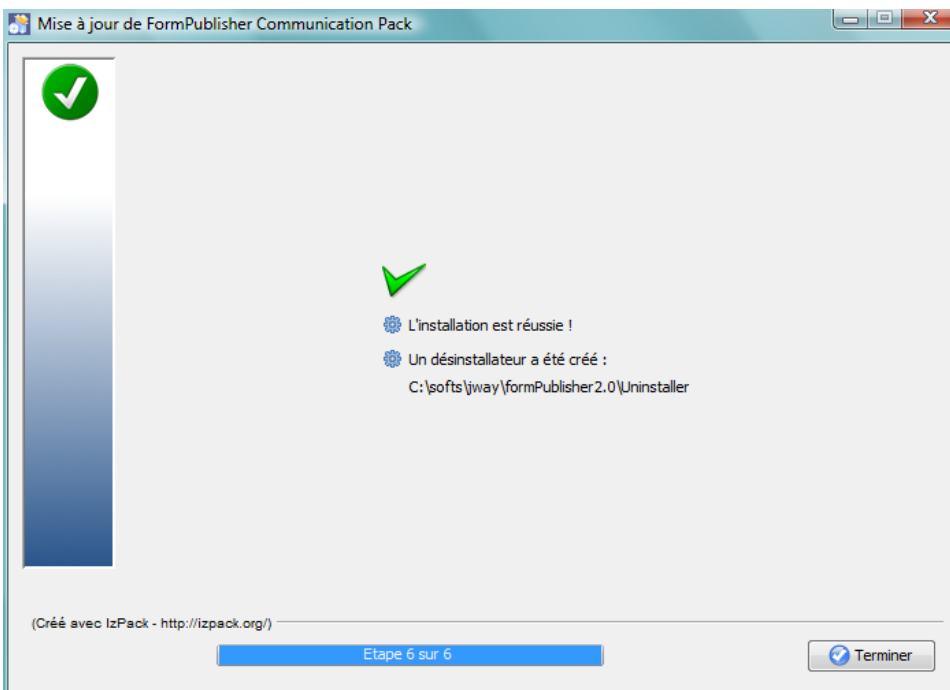 Mise à jour de FormPublisher Communication Pack
L'installation est réussie !
Un désinstallateur a été créé :
C:\softs\jway\formPublisher2.0\Uninstaller
(Créé avec IzPack - http://izpack.org/)
Etape 6 sur 6
Terminer